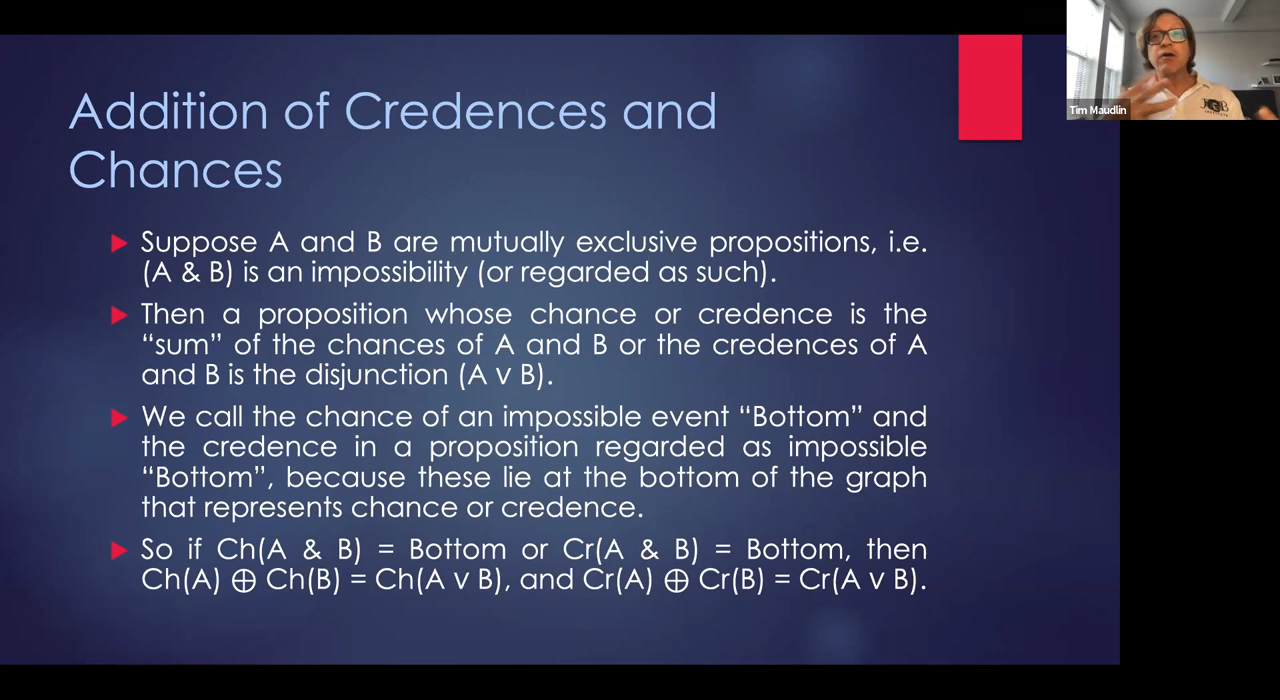 Addition of Credences and
Chances
Suppose A and B are mutually exclusive propositions, i.e.
(A & B) is an impossibility (or regarded as such).
Then a proposition whose chance or credence is the
“sum” of the chances of A and B or the credences of A
and B is the disjunction (A v B).
We call the chance of an impossible event “Bottom” and
the credence in a proposition regarded as impossible
“Bottom”, because these lie at the bottom of the graph
that represents chance or credence.
So if Ch(A & B) = Bottom or Cr(A & B) = Bottom, then
Ch(A) ⊕ Ch(B) = Ch(A v B), and Cr(A) ⊕ Cr(B) = Cr(A v B).
Tim Maudlin